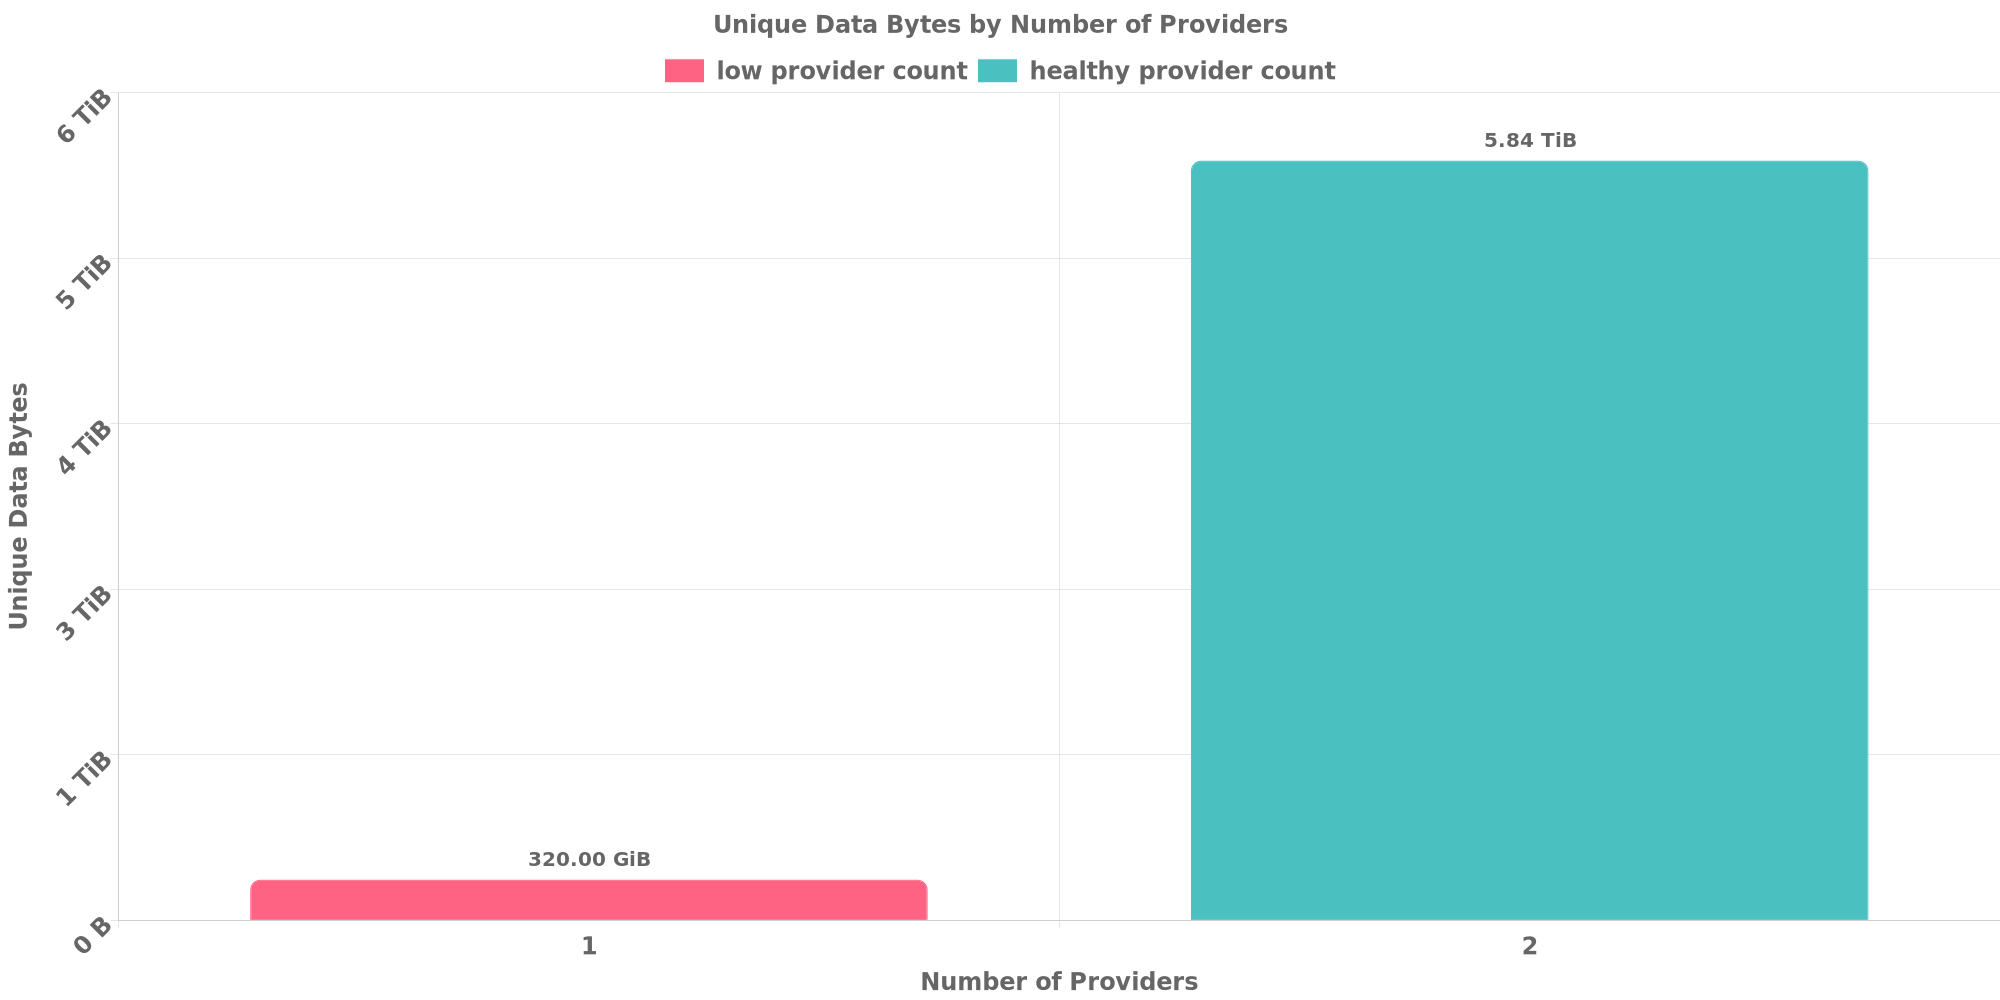 Unique Data Bytes by Number of Providers
low provider count healthy provider count
6 TiB
5 TiB
4 TiB
3 TiB
1 TiB
0 B
Unique Data Bytes
320.00 GiB
5.84 TiB
1
2
Number of Providers